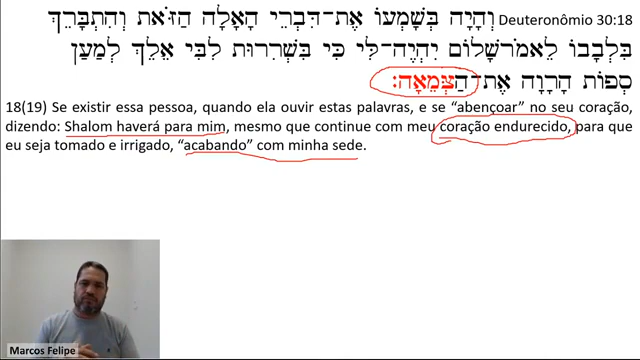 וְהָיָה בְּשָׁמְעוֹ אֶת־דִּבְרֵי הָאָלָה הַזֹּאת וְהִתְבָּרֵךְ Deuteronômio 30:18
בִּלְבָבוֹ לֵאמֹר שָׁלוֹם יִהְיֶה־לִּי כִּי בִּשְׁרִרוּת לִבִּי אֵלֵךְ לְמַעַן
סְפוֹת הָרָוָה אֶת־הַצְּמֵאָה׃
18(19) Se existir essa pessoa, quando ela ouvir estas palavras, e se “abençoar” no seu coração,
dizendo: Shalom haverá para mim, mesmo que continue com meu coração endurecido, para que
eu seja tomado e irrigado, “acabando” com minha sede.
Marcos Felipe